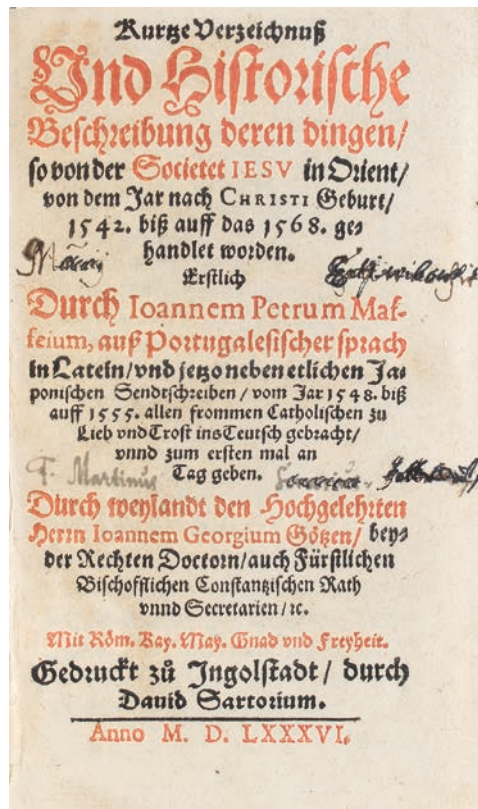 Kurtze Verzeichnuß
Und Historische
Beschreibung deren dingen/
so von der Societet IESV in Orient/
von dem Jar nach CHRISTI Geburt/
1542. biß auff das 1568. ge-
handlet worden.
Erstlich
Durch Ioannem Petrum Maf-
feium, auß Portugalesischer sprach
in Latein/vnd jetzo neben etlichen Ja-
ponischen Sendtschreiben / vom Jar 1548. biß
auff 1555. allen frommen Catholischen zu
Lieb vnd Trost ins Teutsch gebracht/
vnnd zum ersten mal an
Tag geben.
F. Martinus
Durch weylandt den Hochgelehrten
Herrn Ioannem Georgium Götzen/ bey-
der Rechten Doctorn/auch Fürstlichen
Bischofflichen Constantzischen Rath
vnnd Secretarien/ꝛc.
Mit Röm. Kay. May. Gnad vnd Freyheit.
Gedruckt zů Ingolstadt/ durch
Dauid Sartorium.
Anno M. D. LXXXVI.